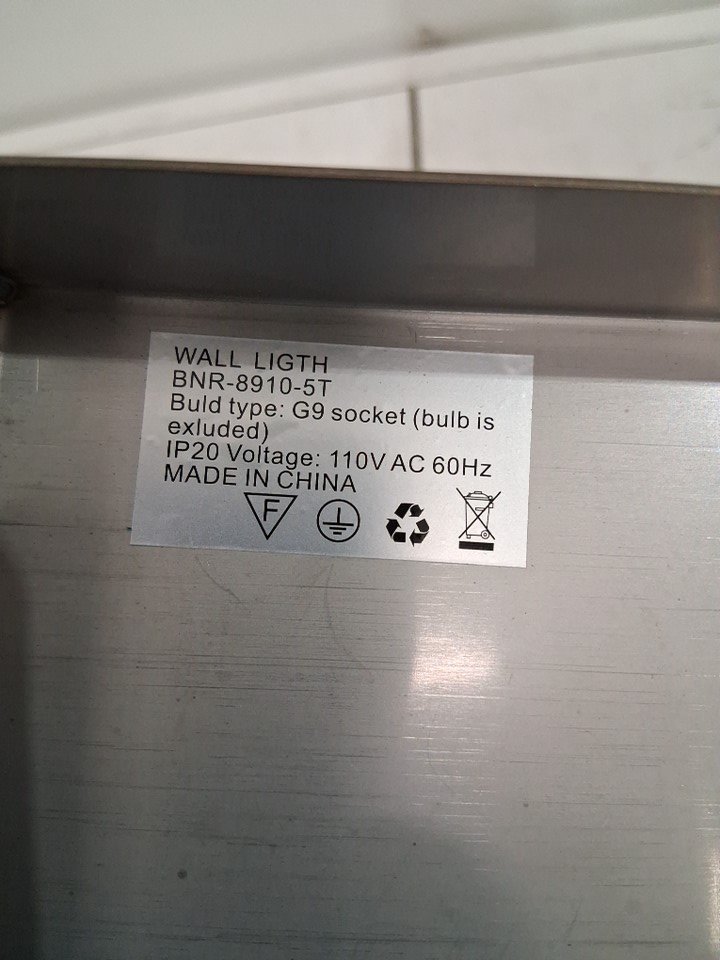 WALL LIGTH
BNR-8910-5T
Buld type: G9 socket (bulb is
exluded)
IP20 Voltage: 110V AC 60Hz
MADE IN CHINA
F